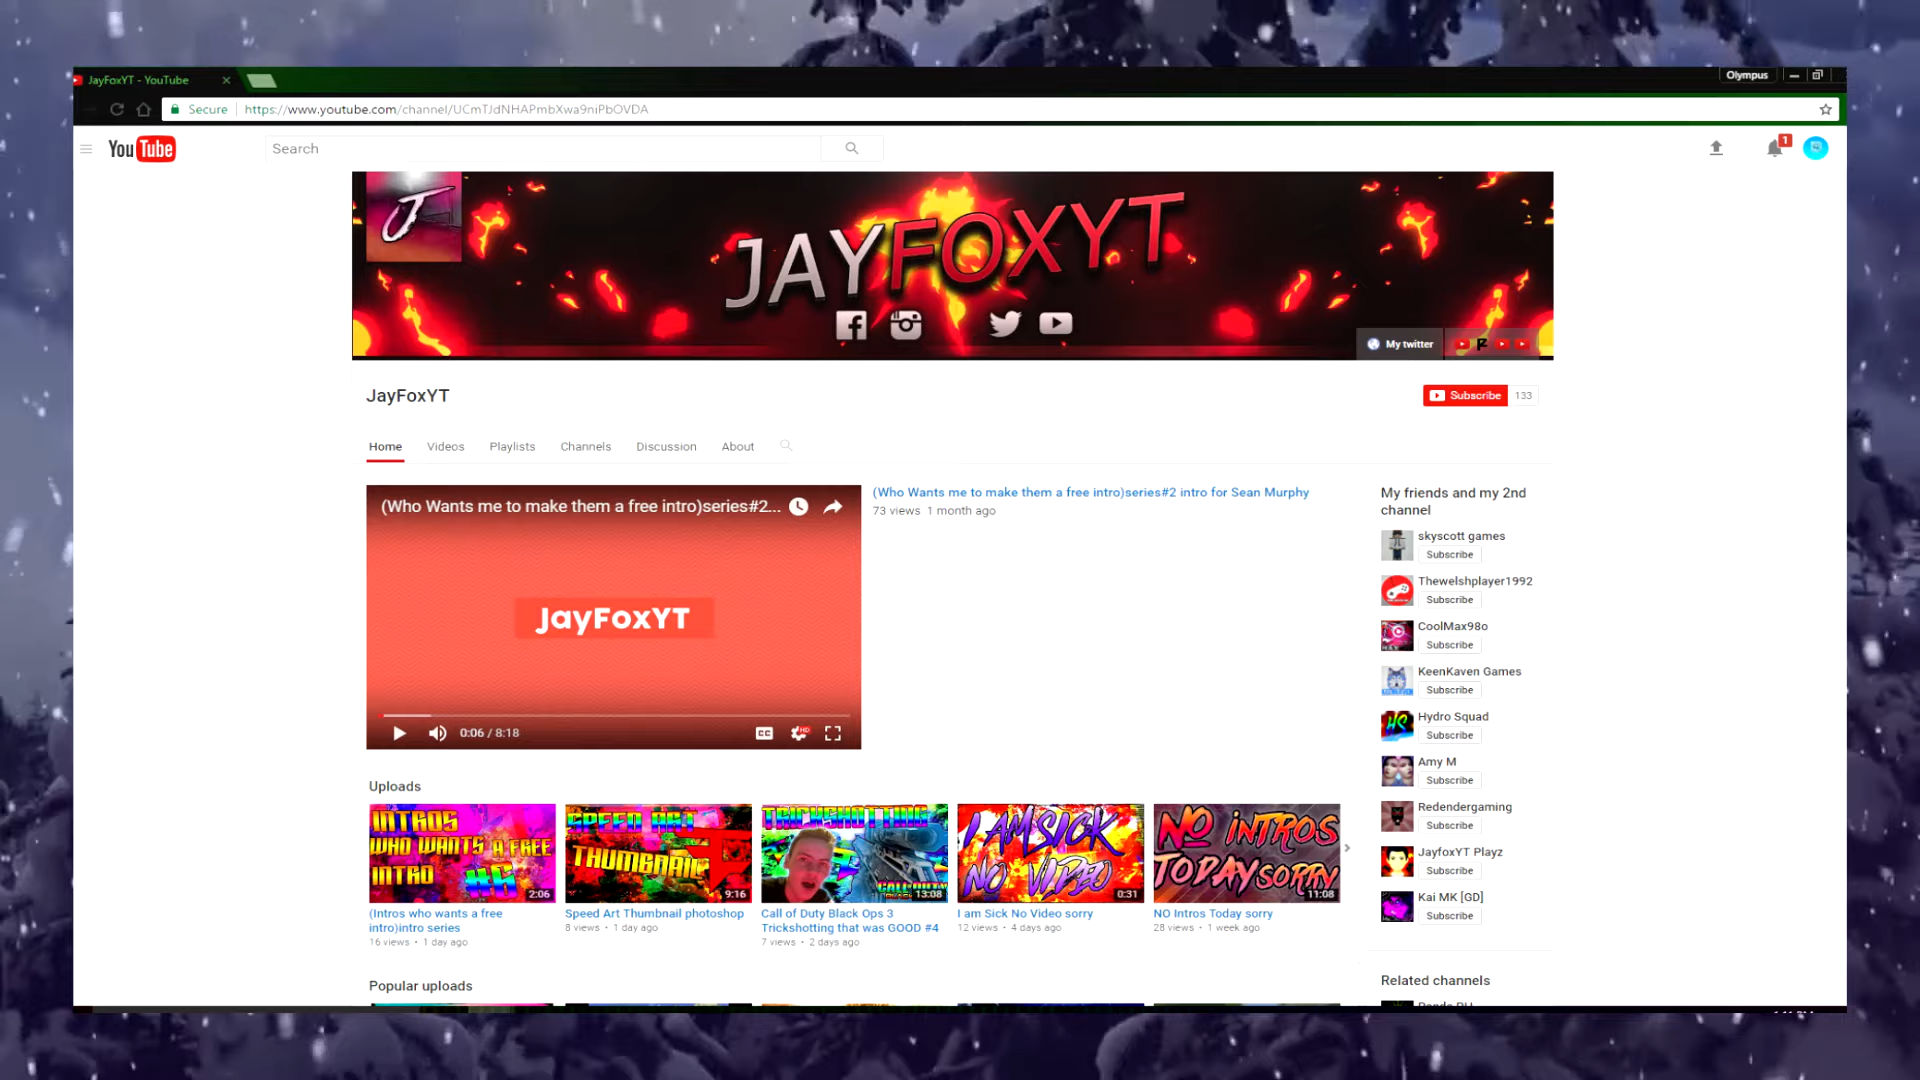 JayFoxYT - YouTube
Olympus
Secure
https://www.youtube.com/channel/UCmTJdNHAPmbXwa9niPbOVDA
YouTube
Search
1
J
JAYFOXYT
My twitter
JayFoxYT
Subscribe 133
Home Videos Playlists Channels Discussion About
(Who Wants me to make them a free intro)series#2...
JayFoxYT
CC
HD
0:06 / 8:18
(Who Wants me to make them a free intro)series#2 intro for Sean Murphy
73 views 1 month ago
Uploads
INTROS
WHO WANTS A FREE
INTRO #6
2:06
(Intros who wants a free
intro)intro series
16 views • 1 day ago
SPEED ART
THUMBNAIL
9:16
Speed Art Thumbnail photoshop
8 views • 1 day ago
TRICKSHOTTING
CALL OF DUTY
13:08
Call of Duty Black Ops 3
Trickshotting that was GOOD #4
7 views • 2 days ago
I AM SICK
NO VIDEO
0:31
I am Sick No Video sorry
12 views • 4 days ago
NO INTROS
TODAY SORRY
11:08
NO Intros Today sorry
28 views • 1 week ago
Popular uploads
My friends and my 2nd
channel
skyscott games
Subscribe
Thewelshplayer1992
Subscribe
CoolMax98o
Subscribe
KeenKaven Games
Subscribe
HS
Hydro Squad
Subscribe
Amy M
Subscribe
Redendergaming
Subscribe
JayfoxYT Playz
Subscribe
Kai MK [GD]
Subscribe
Related channels